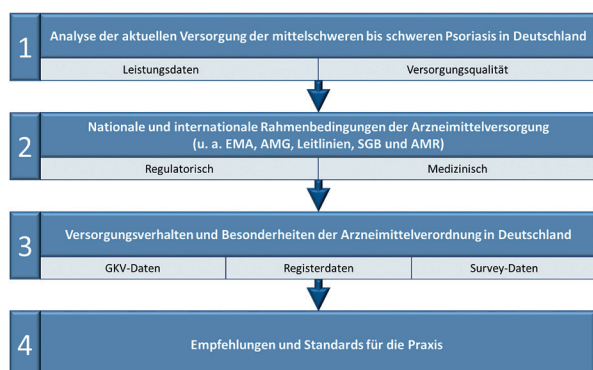 1
Analyse der aktuellen Versorgung der mittelschweren bis schweren Psoriasis in Deutschland
Leistungsdaten
Versorgungsqualität
2
Nationale und internationale Rahmenbedingungen der Arzneimittelversorgung
(u. a. EMA, AMG, Leitlinien, SGB und AMR)
Regulatorisch
Medizinisch
3
Versorgungsverhalten und Besonderheiten der Arzneimittelverordnung in Deutschland
GKV-Daten
Registerdaten
Survey-Daten
4
Empfehlungen und Standards für die Praxis